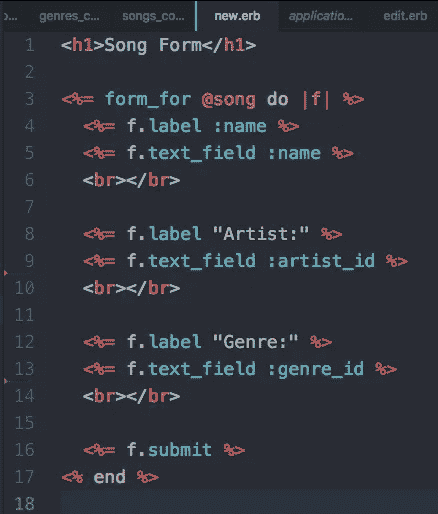 o... genres_c... songs_co... new.erb applicatio... edit.erb
1 <h1>Song Form</h1>
2
3 <%= form_for @song do |f| %>
4 <%= f.label :name %>
5 <%= f.text_field :name %>
6 <br></br>
7
8 <%= f.label "Artist:" %>
9 <%= f.text_field :artist_id %>
10 <br></br>
11
12 <%= f.label "Genre:" %>
13 <%= f.text_field :genre_id %>
14 <br></br>
15
16 <%= f.submit %>
17 <% end %>
18